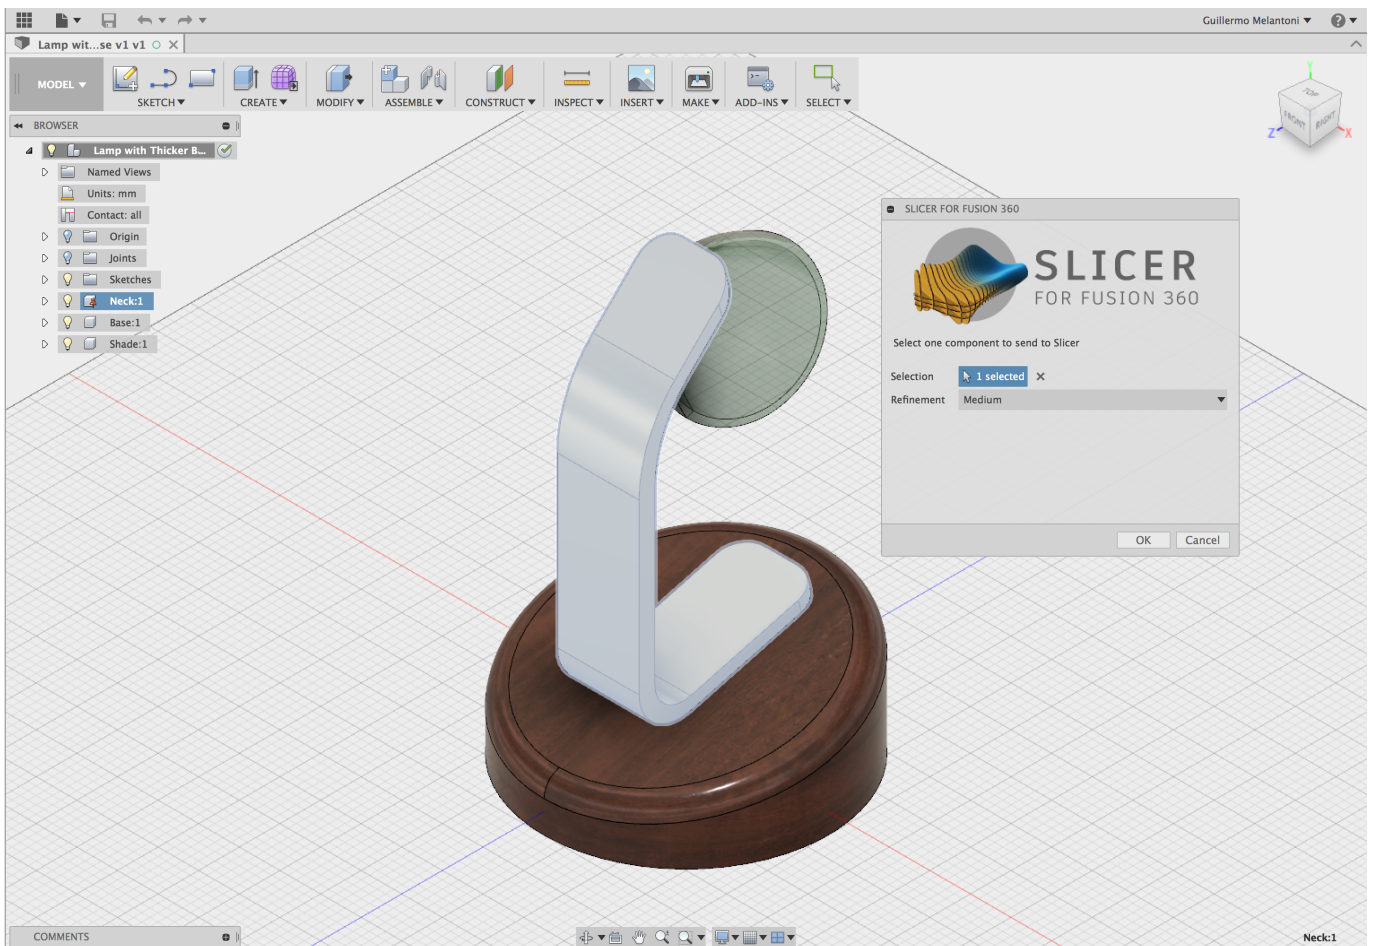 Guillermo Melantoni
Lamp wit...se v1 v1
MODEL
SKETCH
CREATE
MODIFY
ASSEMBLE
CONSTRUCT
INSPECT
INSERT
MAKE
ADD-INS
SELECT
Y
TOP
FRONT
RIGHT
Z
X
BROWSER
Lamp with Thicker B...
Named Views
Units: mm
Contact: all
Origin
Joints
Sketches
Neck:1
Base:1
Shade:1
SLICER FOR FUSION 360
SLICER
FOR FUSION 360
Select one component to send to Slicer
Selection 1 selected
Refinement Medium
OK Cancel
COMMENTS
Neck:1